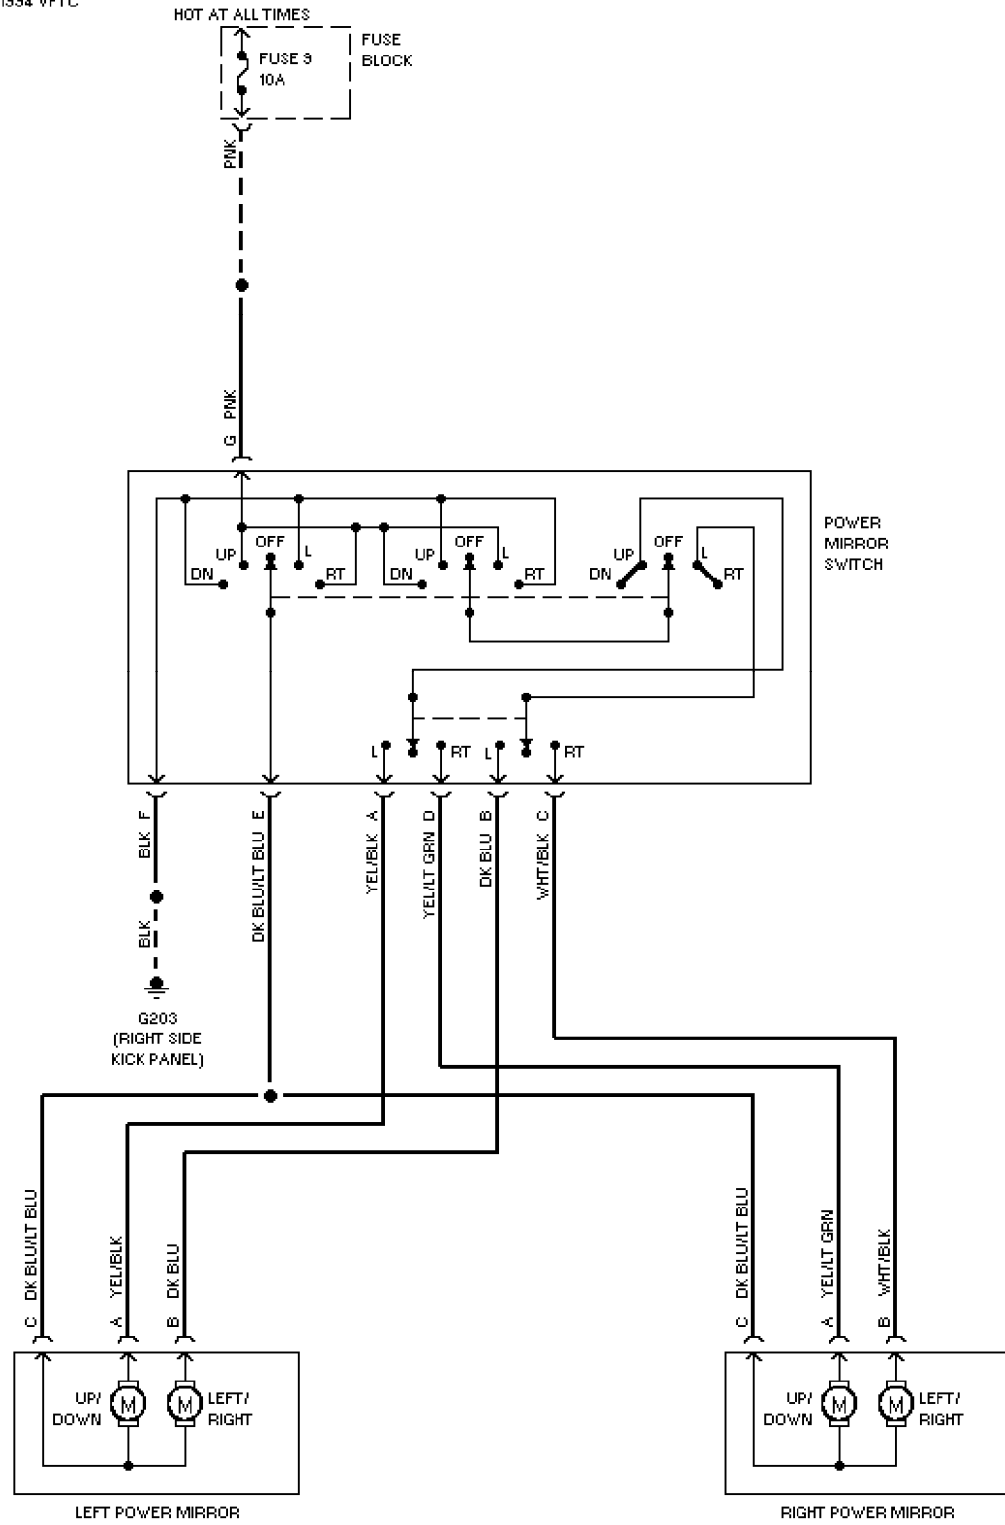 HOT AT ALL TIMES
FUSE 9
10A
FUSE
BLOCK
PNK
G PNK
POWER
MIRROR
SWITCH
UP
OFF
L
DN
RT
UP
OFF
L
DN
RT
UP
OFF
L
DN
RT
L
RT
L
RT
BLK F
DK BLU/LT BLU E
YEL/BLK A
YEL/LT GRN D
DK BLU B
WHT/BLK C
BLK
G203
(RIGHT SIDE
KICK PANEL)
C DK BLU/LT BLU
A YEL/BLK
B DK BLU
C DK BLU/LT BLU
A YEL/LT GRN
B WHT/BLK
UP/
DOWN
M
M
LEFT/
RIGHT
UP/
DOWN
M
M
LEFT/
RIGHT
LEFT POWER MIRROR
RIGHT POWER MIRROR